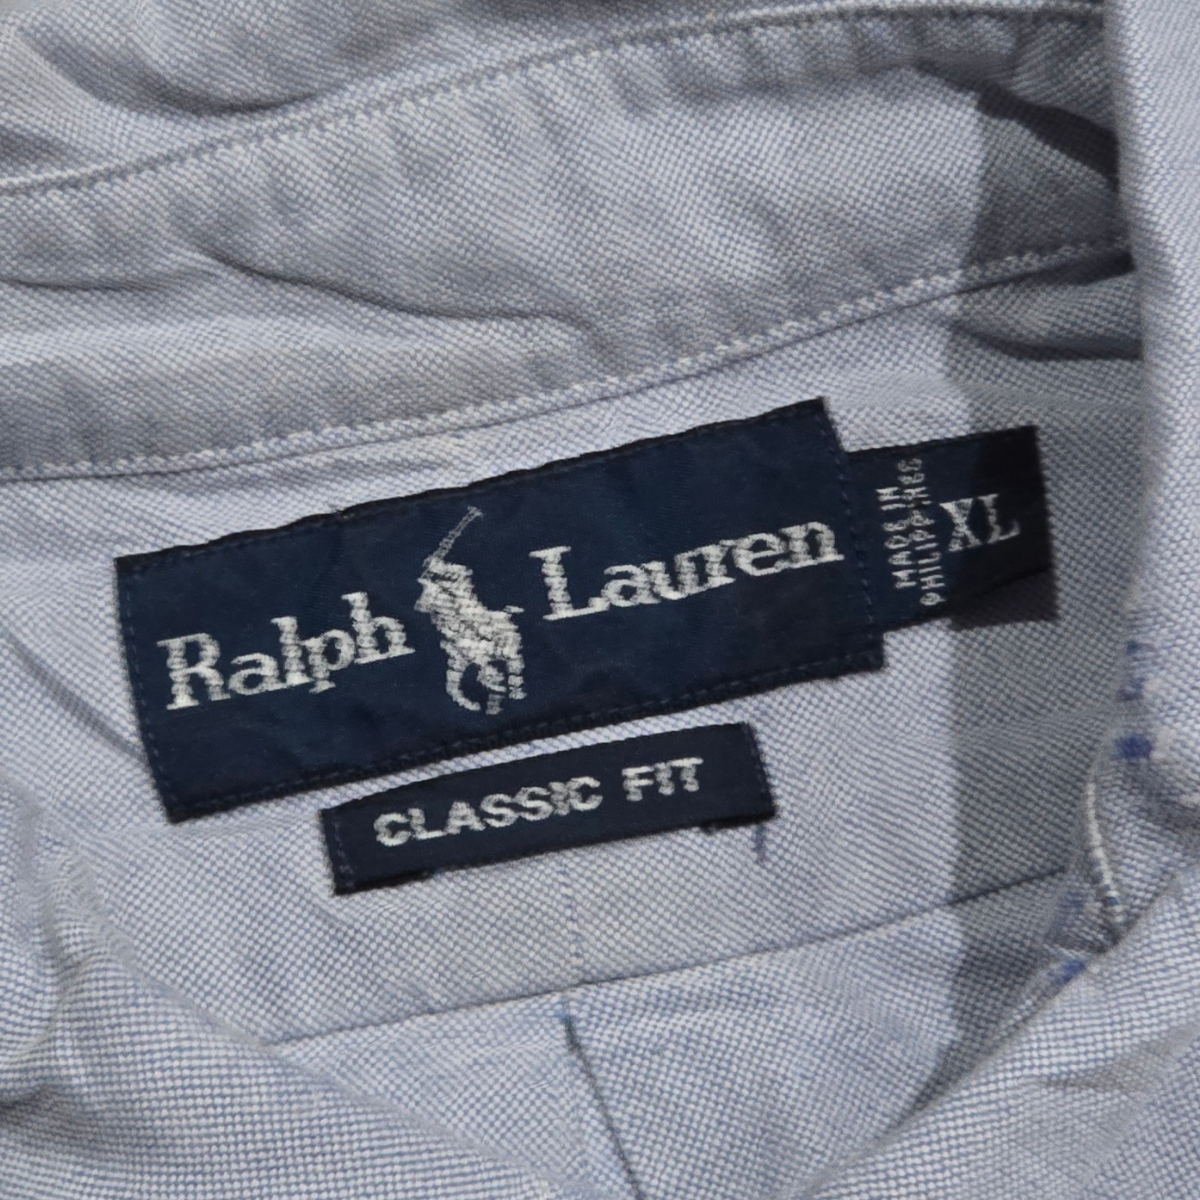 Ralph Lauren
MADE IN
PHILIPPINES
XL
CLASSIC FIT